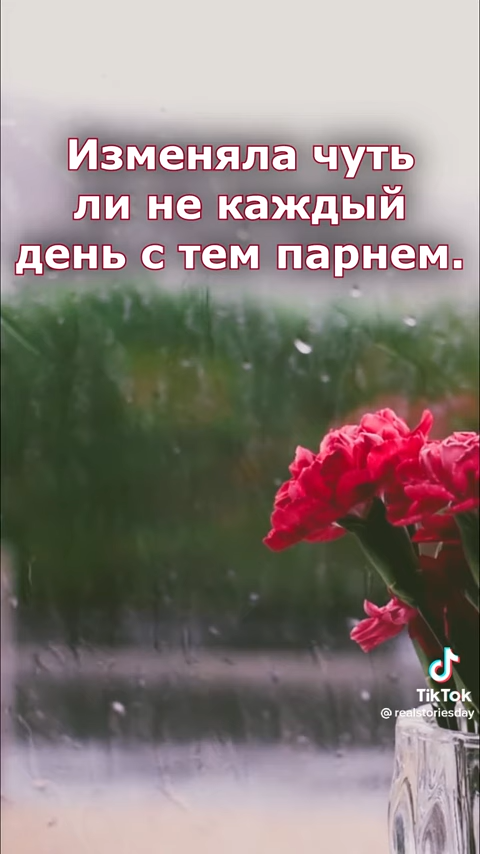 Изменяла чуть
ли не каждый
день с тем парнем.
TikTok
@realstoriesday